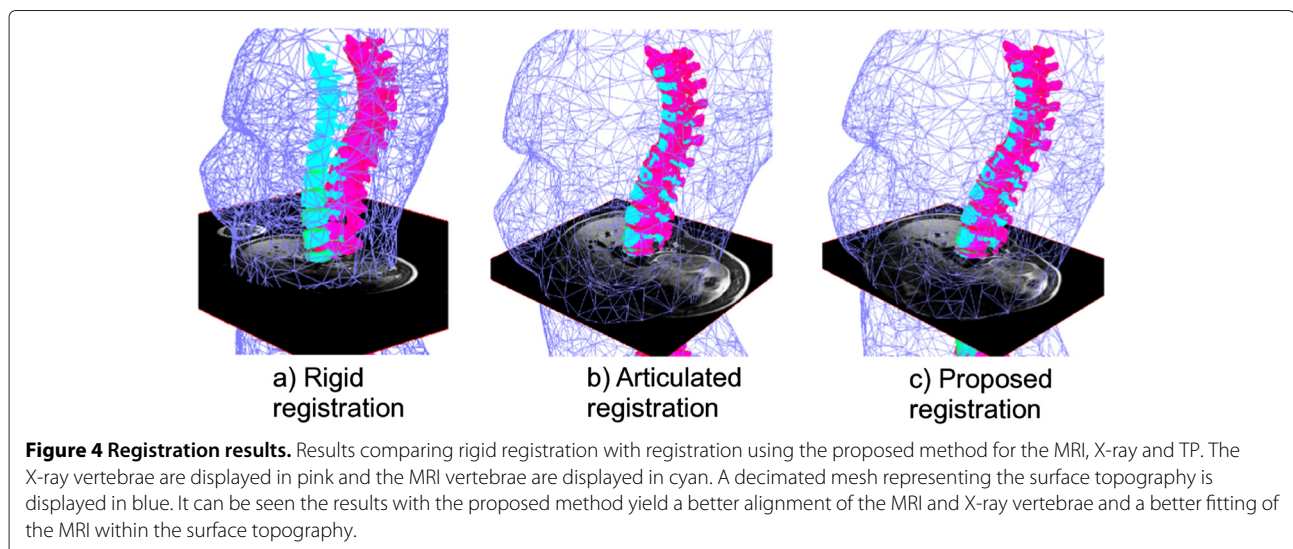 a) Rigid
registration
b) Articulated
registration
c) Proposed
registration
Figure 4 Registration results. Results comparing rigid registration with registration using the proposed method for the MRI, X-ray and TP. The
X-ray vertebrae are displayed in pink and the MRI vertebrae are displayed in cyan. A decimated mesh representing the surface topography is
displayed in blue. It can be seen the results with the proposed method yield a better alignment of the MRI and X-ray vertebrae and a better fitting of
the MRI within the surface topography.